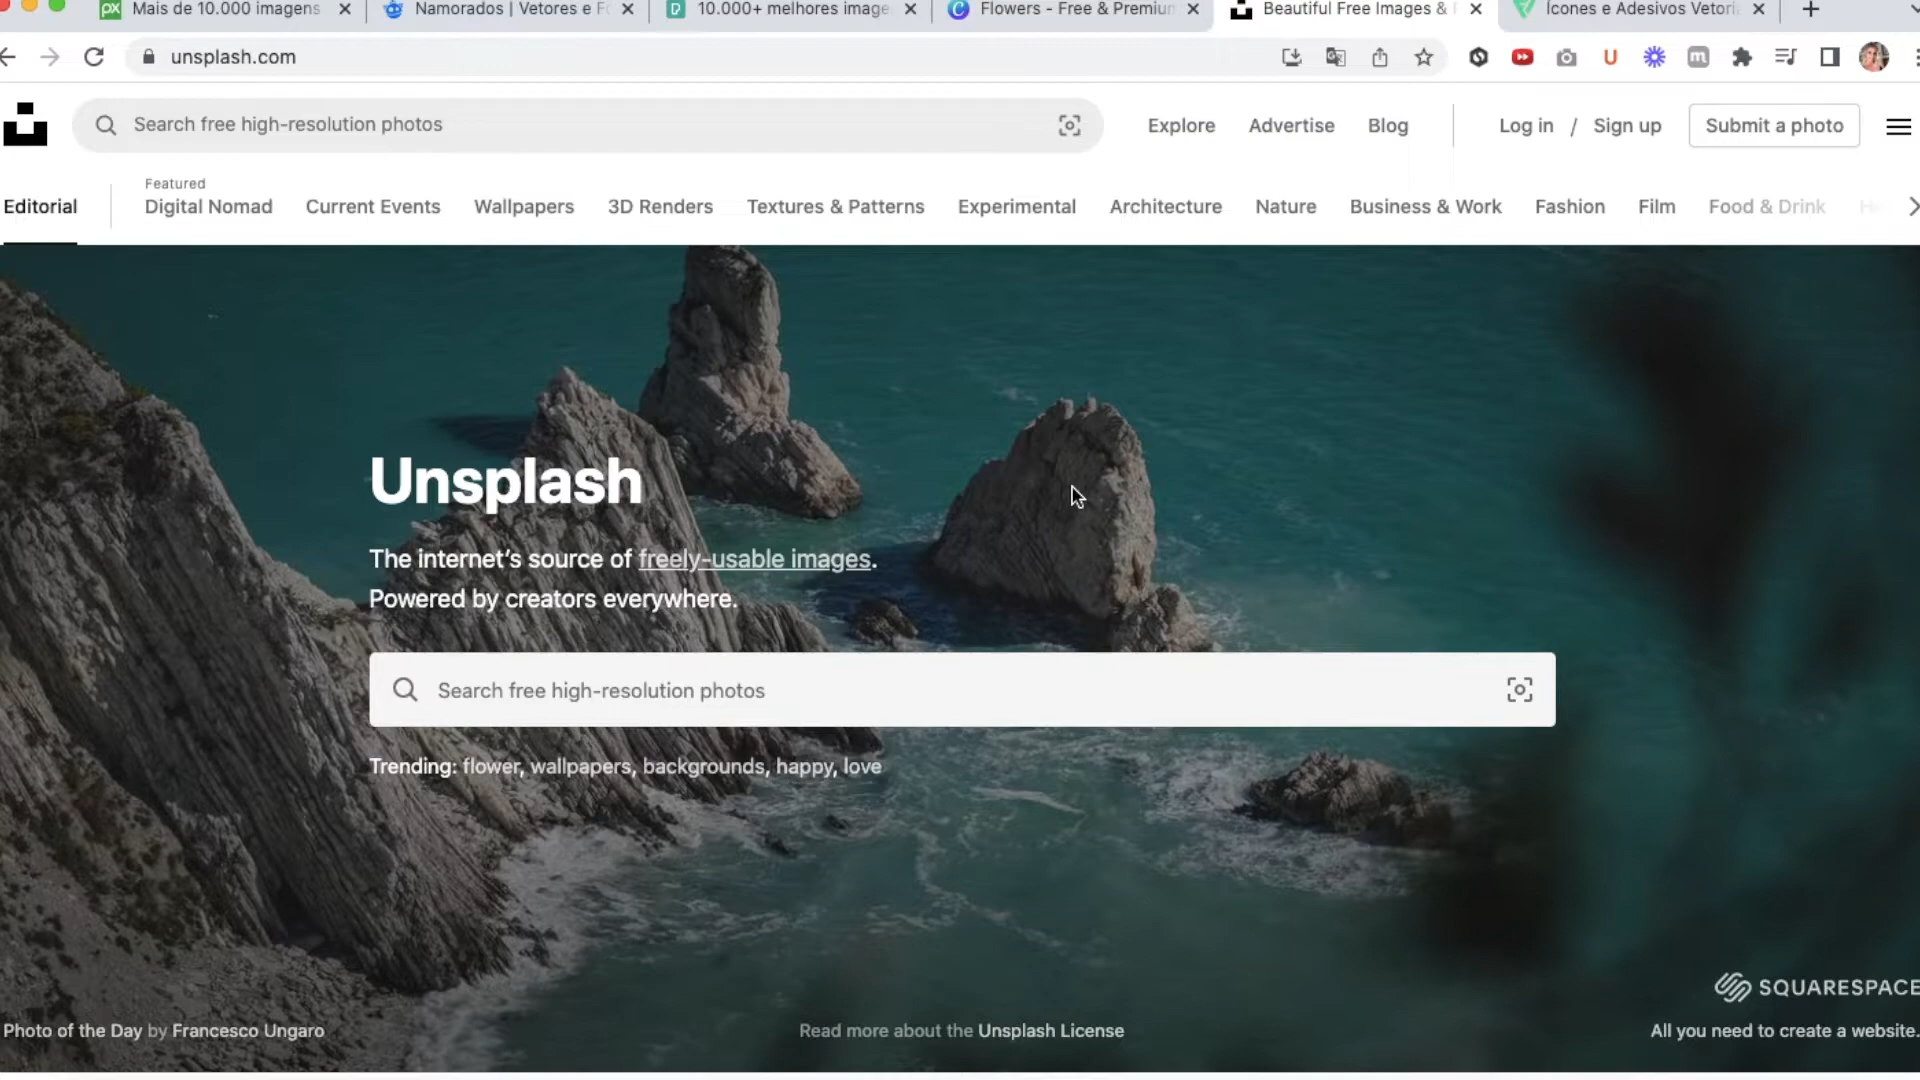 Mais de 10.000 imagens
Namorados | Vetores e Fo
10.000+ melhores image
Flowers - Free & Premium
Beautiful Free Images & P
Ícones e Adesivos Vetoria
unsplash.com
Search free high-resolution photos
Explore
Advertise
Blog
Log in / Sign up
Submit a photo
Editorial
Featured
Digital Nomad
Current Events
Wallpapers
3D Renders
Textures & Patterns
Experimental
Architecture
Nature
Business & Work
Fashion
Film
Food & Drink
Unsplash
The internet’s source of freely-usable images.
Powered by creators everywhere.
Search free high-resolution photos
Trending: flower, wallpapers, backgrounds, happy, love
SQUARESPACE
Photo of the Day by Francesco Ungaro
Read more about the Unsplash License
All you need to create a website.